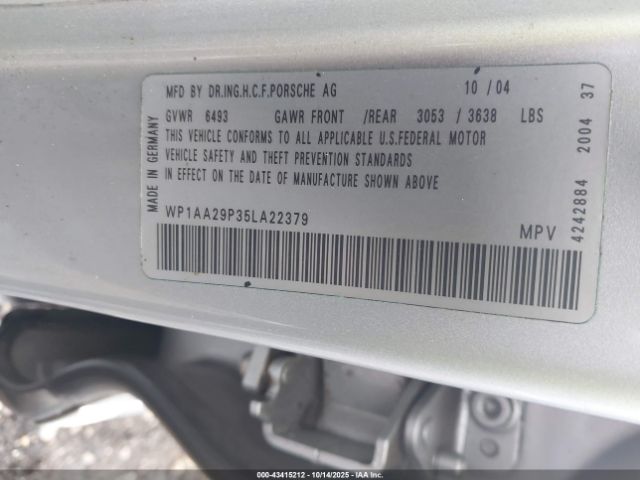 MFD BY DR.ING.H.C.F.PORSCHE AG 10 / 04
GVWR 6493 GAWR FRONT /REAR 3053 / 3638 LBS
THIS VEHICLE CONFORMS TO ALL APPLICABLE U.S.FEDERAL MOTOR
VEHICLE SAFETY AND THEFT PREVENTION STANDARDS
IN EFFECT ON THE DATE OF MANUFACTURE SHOWN ABOVE
WP1AA29P35LA22379
MPV
MADE IN GERMANY
4242884 2004 37
000-43415212 - 10/14/2025 - IAAI.com